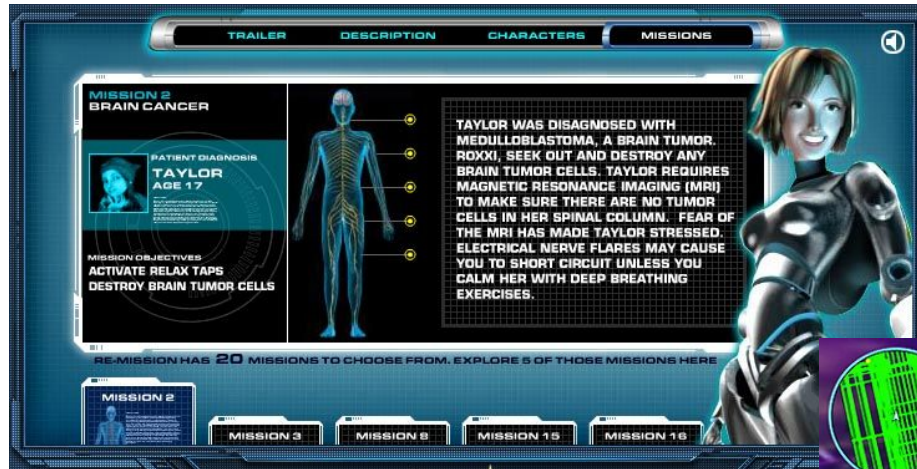 TRAILER
DESCRIPTION
CHARACTERS
MISSIONS
MISSION 2
BRAIN CANCER
PATIENT DIAGNOSIS
TAYLOR
AGE 17
MISSION OBJECTIVES
ACTIVATE RELAX TAPS
DESTROY BRAIN TUMOR CELLS
TAYLOR WAS DISAGNOSED WITH
MEDULLOBLASTOMA, A BRAIN TUMOR.
ROXXI, SEEK OUT AND DESTROY ANY
BRAIN TUMOR CELLS. TAYLOR REQUIRES
MAGNETIC RESONANCE IMAGING (MRI)
TO MAKE SURE THERE ARE NO TUMOR
CELLS IN HER SPINAL COLUMN. FEAR OF
THE MRI HAS MADE TAYLOR STRESSED.
ELECTRICAL NERVE FLARES MAY CAUSE
YOU TO SHORT CIRCUIT UNLESS YOU
CALM HER WITH DEEP BREATHING
EXERCISES.
RE-MISSION HAS 20 MISSIONS TO CHOOSE FROM. EXPLORE 5 OF THOSE MISSIONS HERE
MISSION 2
MISSION 3
MISSION 8
MISSION 15
MISSION 16